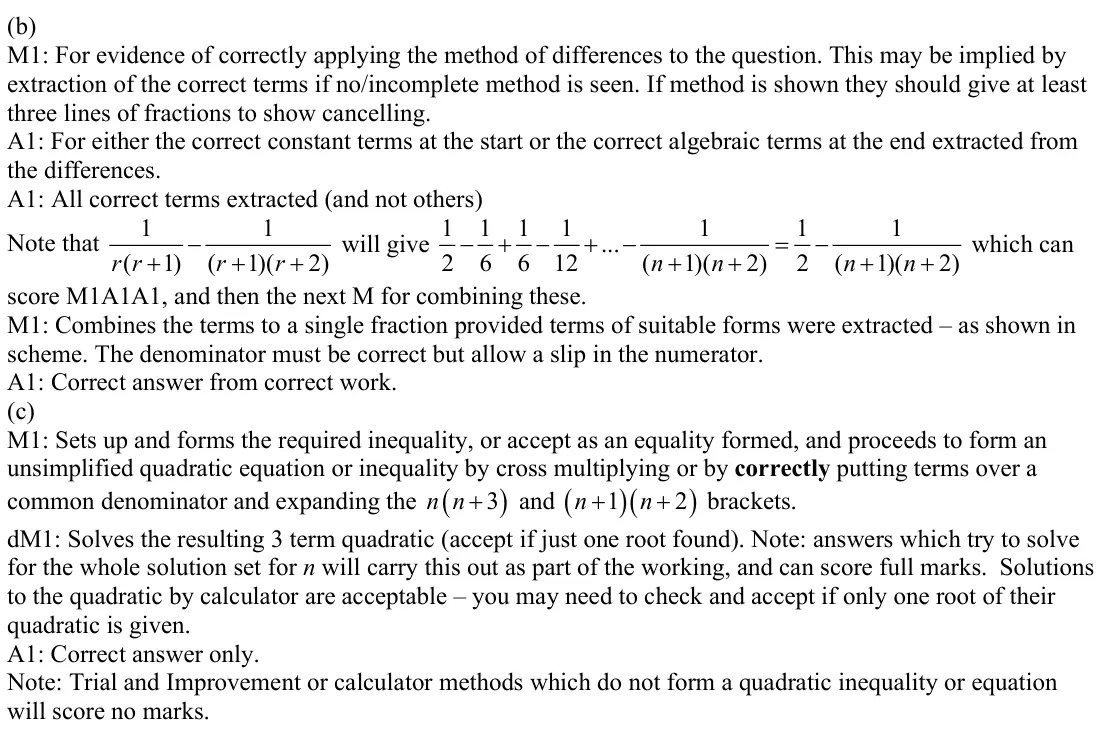 (b)
M1: For evidence of correctly applying the method of differences to the question. This may be implied by
extraction of the correct terms if no/incomplete method is seen. If method is shown they should give at least
three lines of fractions to show cancelling.
A1: For either the correct constant terms at the start or the correct algebraic terms at the end extracted from
the differences.
A1: All correct terms extracted (and not others)
Note that 1/(r(r+1)) − 1/((r+1)(r+2)) will give 1/2 − 1/6 + 1/6 − 1/12 + ... − 1/((n+1)(n+2)) = 1/2 − 1/((n+1)(n+2)) which can
score M1A1A1, and then the next M for combining these.
M1: Combines the terms to a single fraction provided terms of suitable forms were extracted – as shown in
scheme. The denominator must be correct but allow a slip in the numerator.
A1: Correct answer from correct work.
(c)
M1: Sets up and forms the required inequality, or accept as an equality formed, and proceeds to form an
unsimplified quadratic equation or inequality by cross multiplying or by correctly putting terms over a
common denominator and expanding the n(n+3) and (n+1)(n+2) brackets.
dM1: Solves the resulting 3 term quadratic (accept if just one root found). Note: answers which try to solve
for the whole solution set for n will carry this out as part of the working, and can score full marks. Solutions
to the quadratic by calculator are acceptable – you may need to check and accept if only one root of their
quadratic is given.
A1: Correct answer only.
Note: Trial and Improvement or calculator methods which do not form a quadratic inequality or equation
will score no marks.